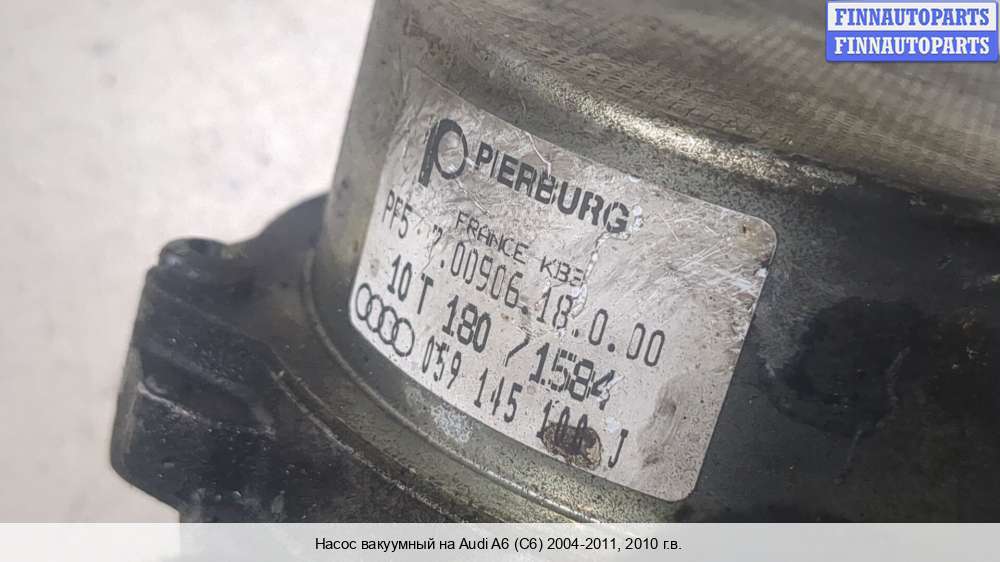 FINNAUTOPARTS
FINNAUTOPARTS
PIERBURG
FRANCE KB3
PF5 7.00906.18.0.00
10 T 180 / 1584
059 145 100 J
Насос вакуумный на Audi A6 (C6) 2004-2011, 2010 г.в.